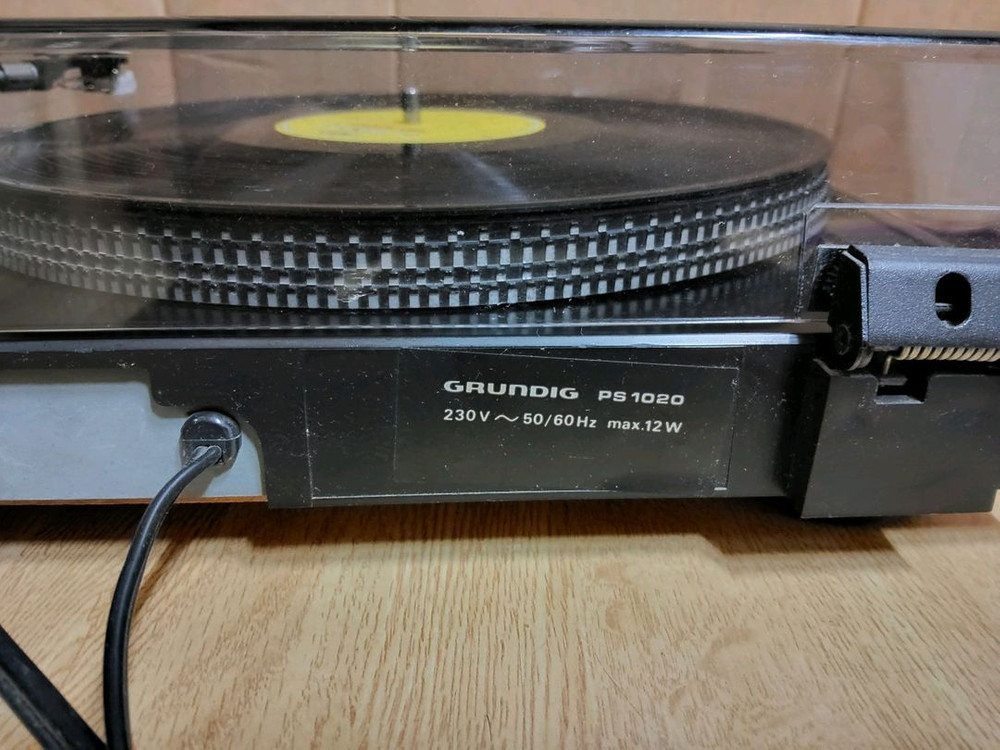 GRUNDIG PS 1020
230 V ~ 50/60 Hz max. 12 W